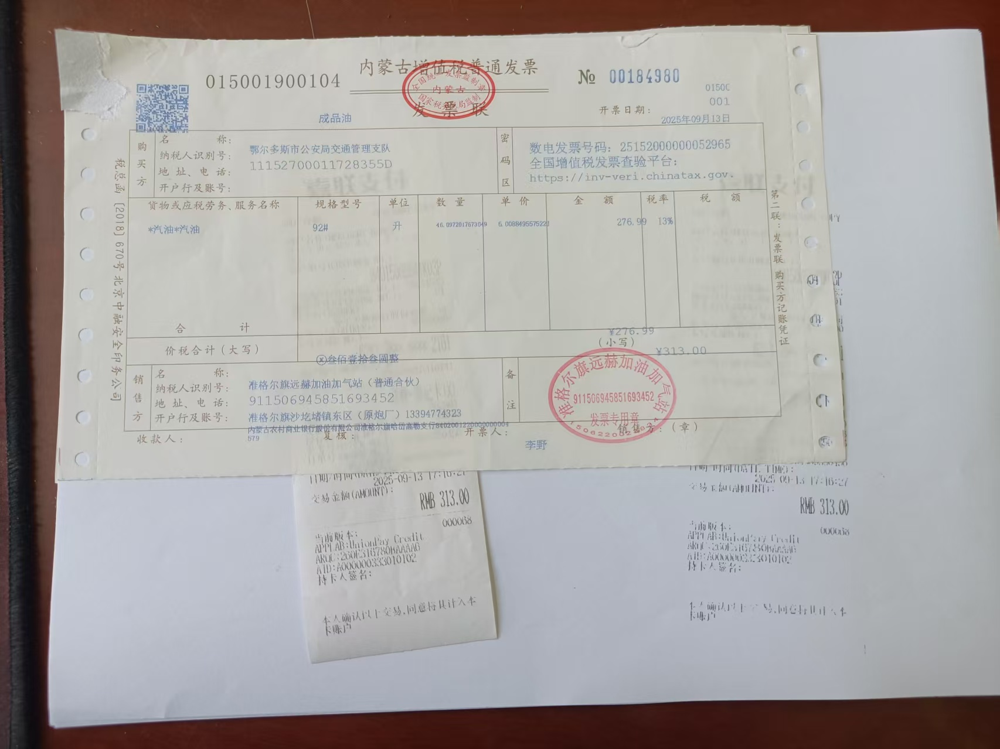 015001900104
内蒙古增值税普通发票
全国统一发票监制章
内蒙古
国家税务总局监制
发票联
№ 00184980
0150C
001
成品油
开票日期:
2025年09月13日
购买方
名 称: 鄂尔多斯市公安局交通管理支队
纳税人识别号: 11152700011728355D
地 址、电 话:
开户行及账号:
密码区
数电发票号码: 25152000000052965
全国增值税发票查验平台:
https://inv-veri.chinatax.gov.
货物或应税劳务、服务名称 规格型号 单位 数 量 单 价 金 额 税率 税 额
*汽油*汽油 92# 升 46.0972017673049 6.0088495575221 276.99 13%
合 计 ¥276.99
价税合计(大写) ⊗叁佰壹拾叁圆整 (小写) ¥313.00
销售方
名 称: 准格尔旗远赫加油加气站(普通合伙)
纳税人识别号: 911506945851693452
地 址、电 话: 准格尔旗沙圪堵镇东区(原炮厂)13394774323
开户行及账号: 内蒙古农村商业银行股份有限公司准格尔旗哈岱高勒支行8402001220000000004
579
备注
准格尔旗远赫加油加气站
911506945851693452
发票专用章
收款人: 复核: 开票人: 李野 销售方:(章)
税总函〔2018〕670号北京中融安全印务公司
第二联:发票联 购买方记账凭证
日期/时间(DATE
2025-09-13 17:16:27
交易金额(AMOUNT):
RMB 313.00
000068
当前版本:
APPLAB:UnionPay Credit
ARQC:260E316780BAAAAG
AID:A000000333010102
持卡人签名:
本人确认以上交易,同意将其计入本
卡账户
日期/时间(DATE TIME):
2025-09-13 17:16:27
交易金额(AMOUNT):
RMB 313.00
000068
当前版本:
APPLAB:UnionPay Credit
AID:A000000333010102
持卡人签名:
本人确认以上交易,同意将其计入本
卡账户